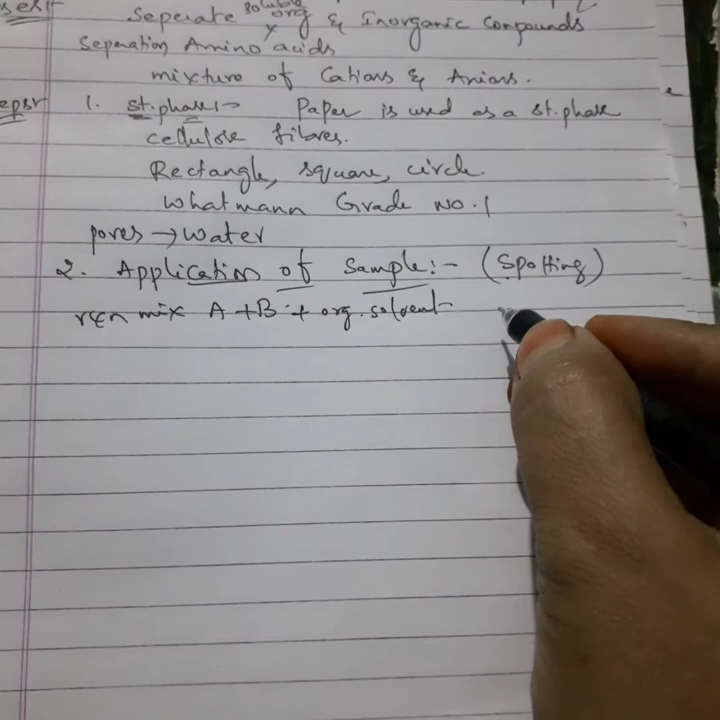 soluble
Seperate org & Inorganic Compounds
Seperation Amino acids
mixture of Cations & Anions.
1. st.phase:- Paper is used as a st.phase
cellulose fibres.
Rectangle, square, circle.
Whatmann Grade No.1
pores → water
2. Application of Sample:- (Spotting)
rxn mix A + B + org. solvent